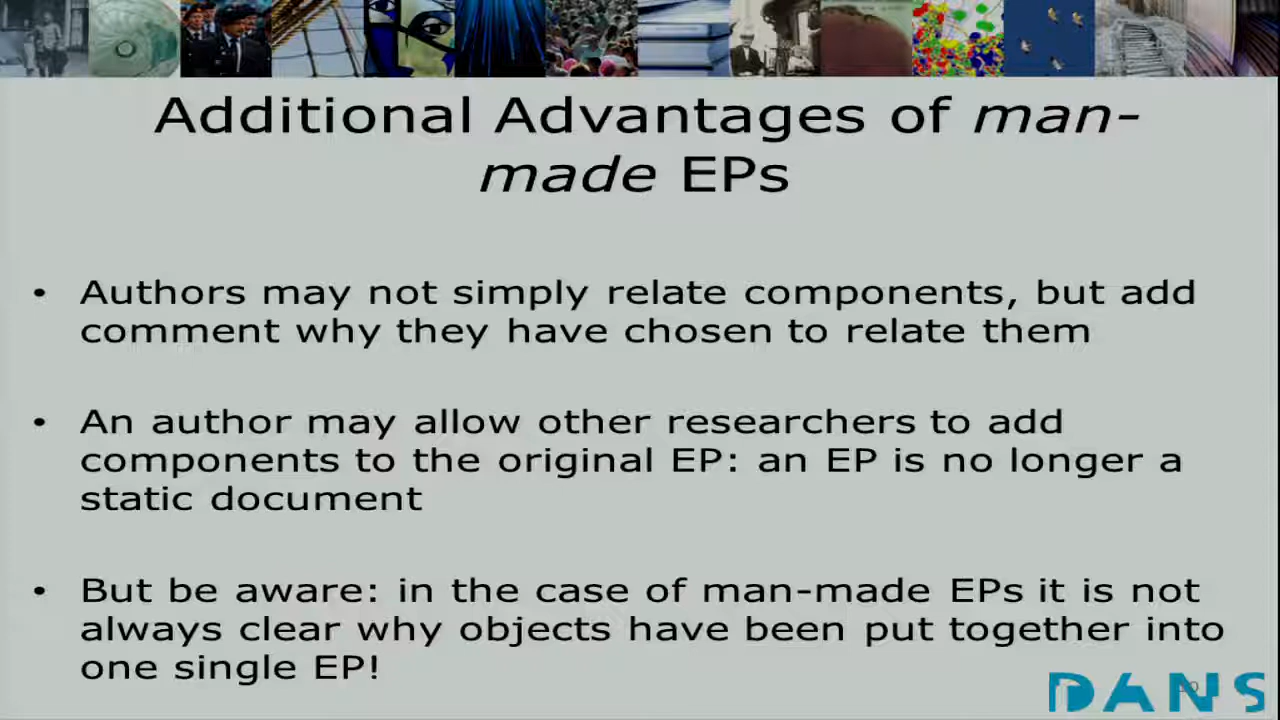 Additional Advantages of man-
made EPs
• Authors may not simply relate components, but add
comment why they have chosen to relate them
• An author may allow other researchers to add
components to the original EP: an EP is no longer a
static document
• But be aware: in the case of man-made EPs it is not
always clear why objects have been put together into
one single EP!
DANS